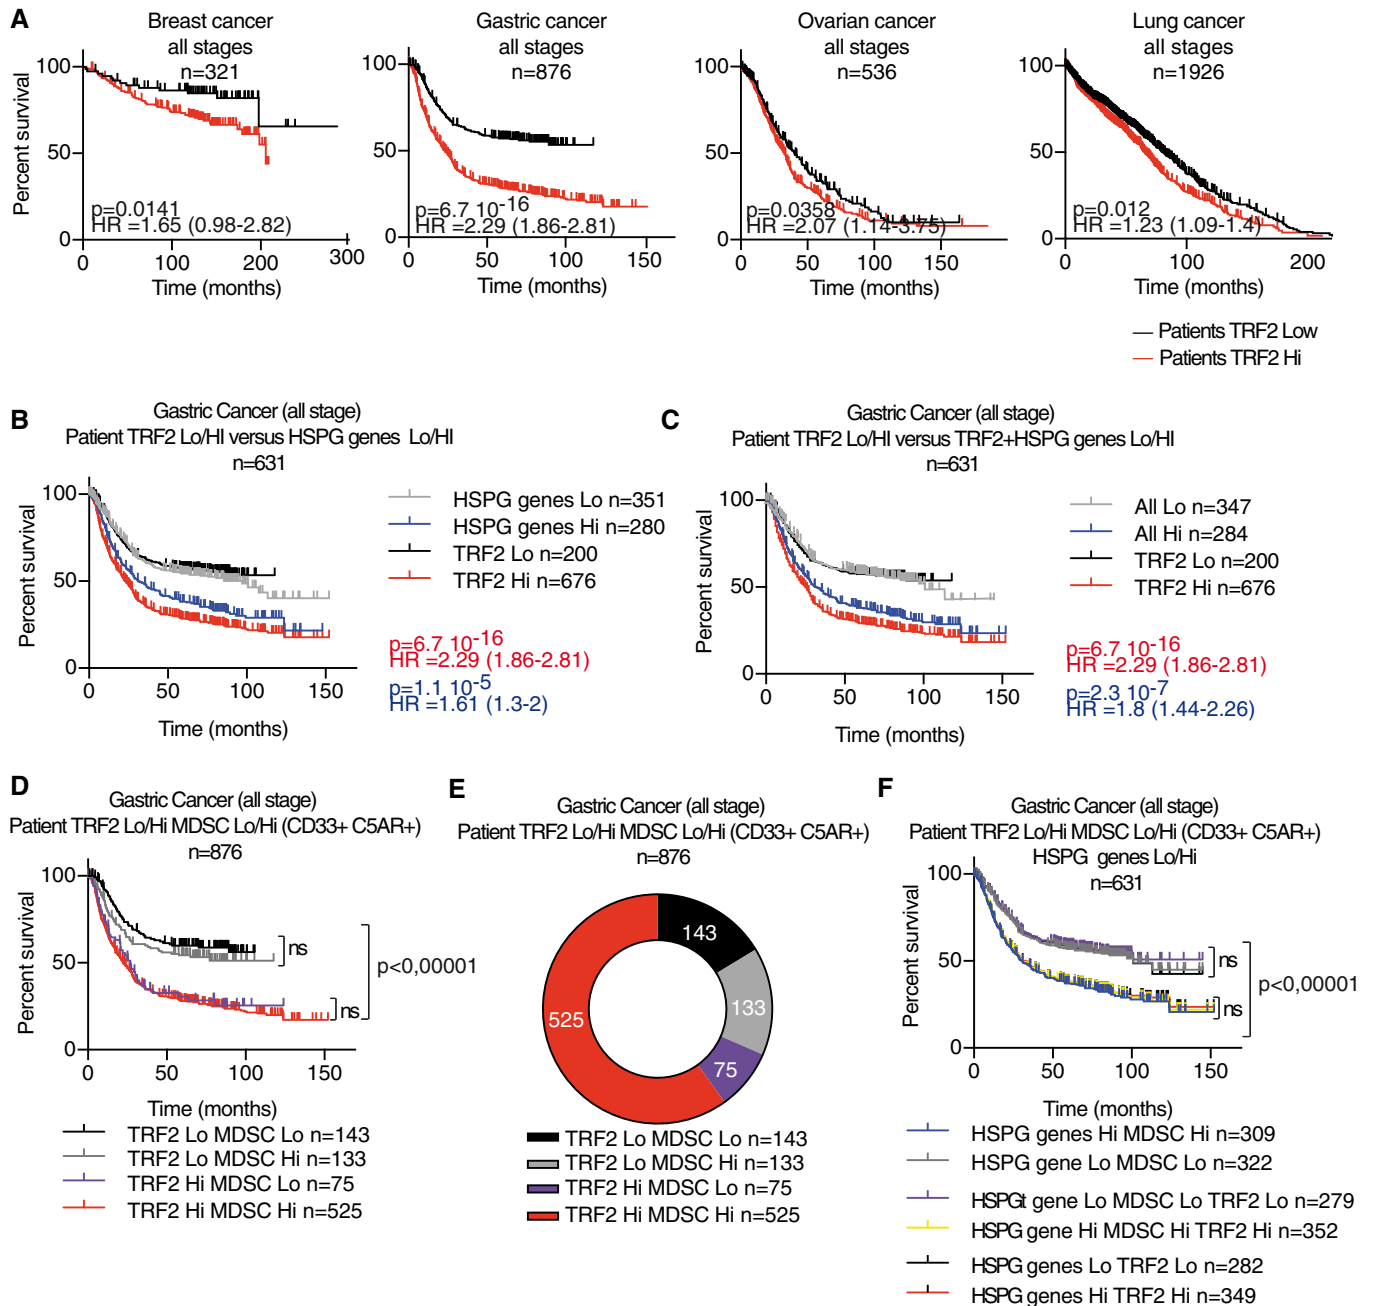 A
Breast cancer
all stages
n=321
Percent survival
100
50
0
0
100
200
300
p=0.0141
HR =1.65 (0.98-2.82)
Time (months)
Gastric cancer
all stages
n=876
100
50
0
0
50
100
150
p=6.7 10-16
HR =2.29 (1.86-2.81)
Time (months)
Ovarian cancer
all stages
n=536
100
50
0
0
50
100
150
p=0.0358
HR =2.07 (1.14-3.75)
Time (months)
Lung cancer
all stages
n=1926
100
50
0
0
100
200
p=0.012
HR =1.23 (1.09-1.4)
Time (months)
Patients TRF2 Low
Patients TRF2 Hi
B
Gastric Cancer (all stage)
Patient TRF2 Lo/HI versus HSPG genes Lo/HI
n=631
Percent survival
100
50
0
0
50
100
150
Time (months)
HSPG genes Lo n=351
HSPG genes Hi n=280
TRF2 Lo n=200
TRF2 Hi n=676
p=6.7 10-16
HR =2.29 (1.86-2.81)
p=1.1 10-5
HR =1.61 (1.3-2)
C
Gastric Cancer (all stage)
Patient TRF2 Lo/HI versus TRF2+HSPG genes Lo/HI
n=631
Percent survival
100
50
0
0
50
100
150
Time (months)
All Lo n=347
All Hi n=284
TRF2 Lo n=200
TRF2 Hi n=676
p=6.7 10-16
HR =2.29 (1.86-2.81)
p=2.3 10-7
HR =1.8 (1.44-2.26)
D
Gastric Cancer (all stage)
Patient TRF2 Lo/Hi MDSC Lo/Hi (CD33+ C5AR+)
n=876
Percent survival
100
50
0
0
50
100
150
ns
ns
p<0,00001
Time (months)
TRF2 Lo MDSC Lo n=143
TRF2 Lo MDSC Hi n=133
TRF2 Hi MDSC Lo n=75
TRF2 Hi MDSC Hi n=525
E
Gastric Cancer (all stage)
Patient TRF2 Lo/Hi MDSC Lo/Hi (CD33+ C5AR+)
n=876
143
133
75
525
TRF2 Lo MDSC Lo n=143
TRF2 Lo MDSC Hi n=133
TRF2 Hi MDSC Lo n=75
TRF2 Hi MDSC Hi n=525
F
Gastric Cancer (all stage)
Patient TRF2 Lo/Hi MDSC Lo/Hi (CD33+ C5AR+)
HSPG genes Lo/Hi
n=631
Percent survival
100
50
0
0
50
100
150
ns
ns
p<0,00001
Time (months)
HSPG genes Hi MDSC Hi n=309
HSPG gene Lo MDSC Lo n=322
HSPGt gene Lo MDSC Lo TRF2 Lo n=279
HSPG gene Hi MDSC Hi TRF2 Hi n=352
HSPG genes Lo TRF2 Lo n=282
HSPG genes Hi TRF2 Hi n=349